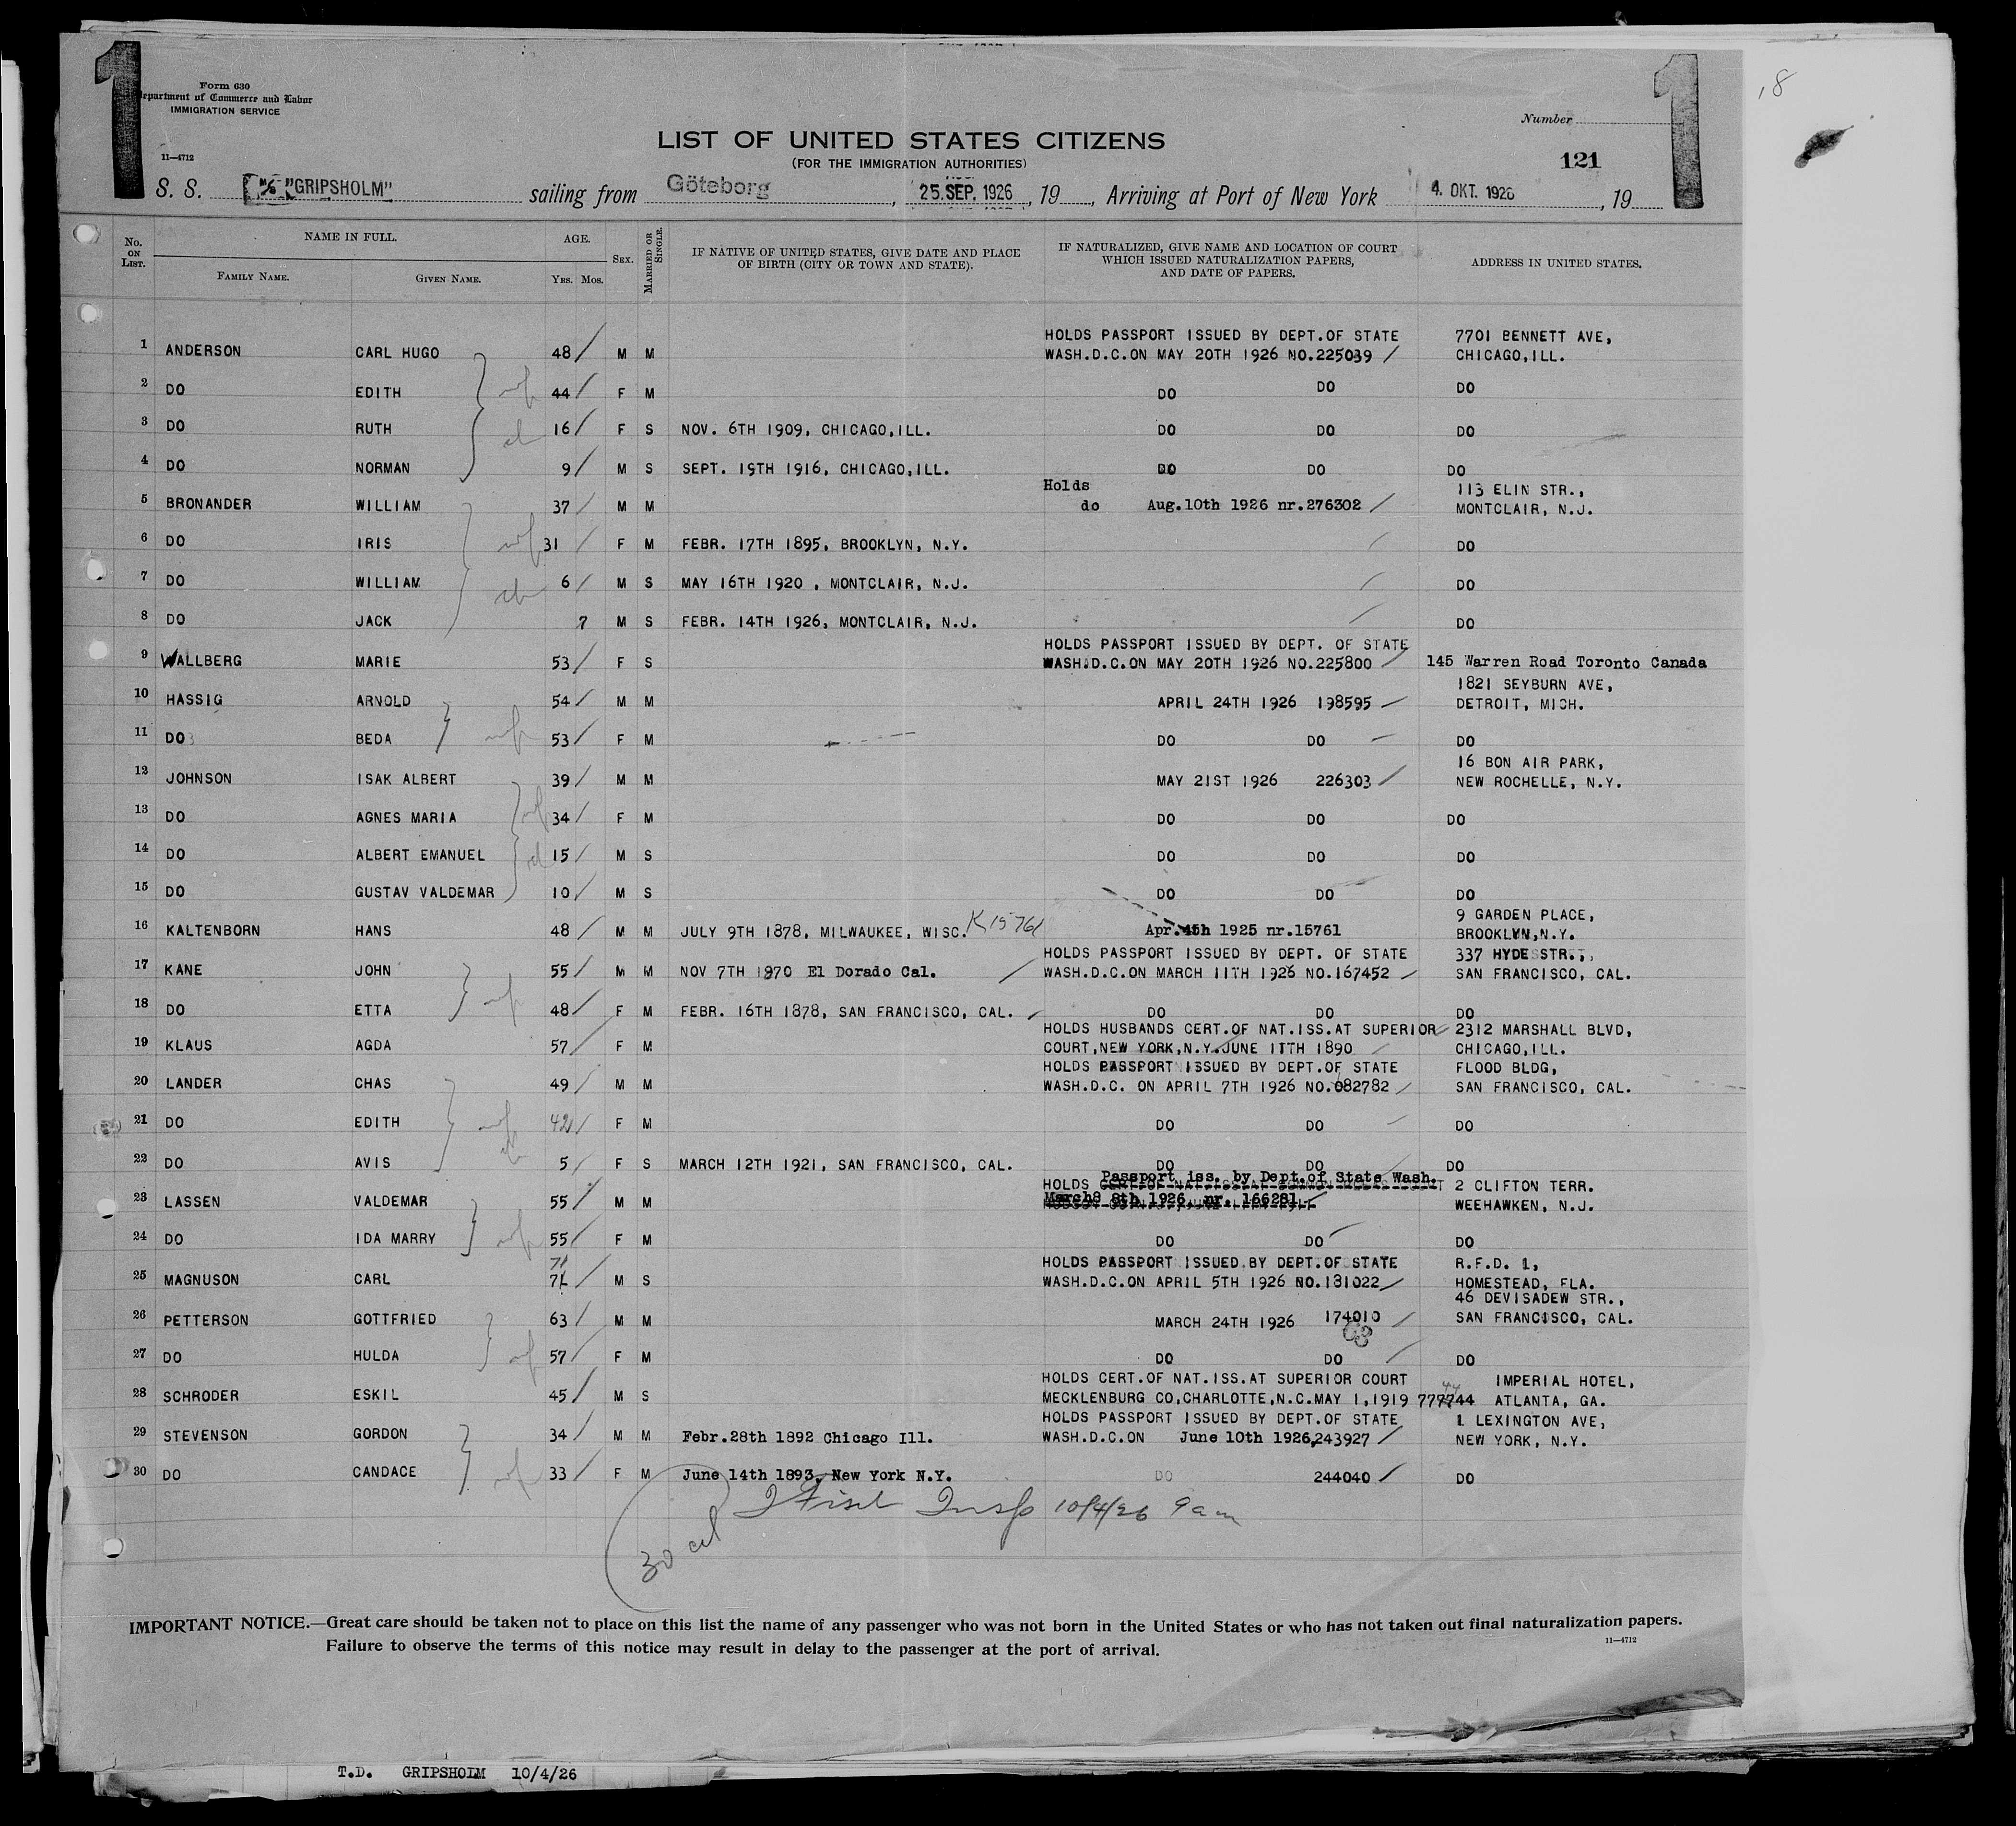 1 1
Form 630
Department of Commerce and Labor
IMMIGRATION SERVICE
11—4712
Number
LIST OF UNITED STATES CITIZENS
(FOR THE IMMIGRATION AUTHORITIES)
121
S. S. "GRIPSHOLM" sailing from Göteborg, 25. SEP. 1926, 19, Arriving at Port of New York 4. OKT. 1926, 19
No. ON LIST. NAME IN FULL. FAMILY NAME. GIVEN NAME. AGE. YRS. MOS. SEX. MARRIED OR SINGLE. IF NATIVE OF UNITED STATES, GIVE DATE AND PLACE OF BIRTH (CITY OR TOWN AND STATE). IF NATURALIZED, GIVE NAME AND LOCATION OF COURT WHICH ISSUED NATURALIZATION PAPERS, AND DATE OF PAPERS. ADDRESS IN UNITED STATES.
HOLDS PASSPORT ISSUED BY DEPT.OF STATE 7701 BENNETT AVE,
1 ANDERSON CARL HUGO 48 M M WASH.D.C.ON MAY 20TH 1926 NO.225039 CHICAGO,ILL.
2 DO EDITH 44 F M DO DO DO
3 DO RUTH 16 F S NOV. 6TH 1909, CHICAGO,ILL. DO DO DO
4 DO NORMAN 9 M S SEPT. 19TH 1916, CHICAGO,ILL. DO DO DO
Holds 113 ELIN STR.,
5 BRONANDER WILLIAM 37 M M do Aug.10th 1926 nr.276302 MONTCLAIR, N.J.
6 DO IRIS 31 F M FEBR. 17TH 1895, BROOKLYN, N.Y. DO
7 DO WILLIAM 6 M S MAY 16TH 1920 , MONTCLAIR, N.J. DO
8 DO JACK 7 M S FEBR. 14TH 1926, MONTCLAIR, N.J. DO
HOLDS PASSPORT ISSUED BY DEPT. OF STATE
9 WALLBERG MARIE 53 F S WASH.D.C.ON MAY 20TH 1926 NO.225800 145 Warren Road Toronto Canada
1821 SEYBURN AVE,
10 HASSIG ARNOLD 54 M M APRIL 24TH 1926 198595 DETROIT, MICH.
11 DO BEDA 53 F M DO DO DO
16 BON AIR PARK,
12 JOHNSON ISAK ALBERT 39 M M MAY 21ST 1926 226303 NEW ROCHELLE, N.Y.
13 DO AGNES MARIA 34 F M DO DO DO
14 DO ALBERT EMANUEL 15 M S DO DO DO
15 DO GUSTAV VALDEMAR 10 M S DO DO DO
9 GARDEN PLACE,
16 KALTENBORN HANS 48 M M JULY 9TH 1878, MILWAUKEE, WISC. K15761 Apr. 1925 nr.15761 BROOKLYN,N.Y.
HOLDS PASSPORT ISSUED BY DEPT. OF STATE 337 HYDE STR.,
17 KANE JOHN 55 M M NOV 7TH 1870 El Dorado Cal. WASH.D.C.ON MARCH 11TH 1926 NO.167452 SAN FRANCISCO, CAL.
18 DO ETTA 48 F M FEBR. 16TH 1878, SAN FRANCISCO, CAL. DO DO DO
HOLDS HUSBANDS CERT.OF NAT.ISS.AT SUPERIOR 2312 MARSHALL BLVD,
19 KLAUS AGDA 57 F M COURT,NEW YORK,N.Y.JUNE 11TH 1890 CHICAGO,ILL.
HOLDS PASSPORT ISSUED BY DEPT.OF STATE FLOOD BLDG,
20 LANDER CHAS 49 M M WASH.D.C. ON APRIL 7TH 1926 NO.082782 SAN FRANCISCO, CAL.
21 DO EDITH 42 F M DO DO DO
22 DO AVIS 5 F S MARCH 12TH 1921, SAN FRANCISCO, CAL. DO DO DO
HOLDS Passport iss. by Dept.of State Wash. 2 CLIFTON TERR.
23 LASSEN VALDEMAR 55 M M March 8th 1926 nr. 166281 WEEHAWKEN, N.J.
24 DO IDA MARRY 55 F M DO DO DO
71 HOLDS PASSPORT ISSUED BY DEPT.OF STATE R.F.D. 1,
25 MAGNUSON CARL 71 M S WASH.D.C.ON APRIL 5TH 1926 NO.181022 HOMESTEAD, FLA.
46 DEVISADEW STR.,
26 PETTERSON GOTTFRIED 63 M M MARCH 24TH 1926 174010 SAN FRANCISCO, CAL.
27 DO HULDA 57 F M DO DO DO
HOLDS CERT.OF NAT.ISS.AT SUPERIOR COURT IMPERIAL HOTEL,
28 SCHRODER ESKIL 45 M S MECKLENBURG CO,CHARLOTTE,N.C.MAY 1,1919 777744 ATLANTA, GA.
HOLDS PASSPORT ISSUED BY DEPT.OF STATE 1 LEXINGTON AVE,
29 STEVENSON GORDON 34 M M Febr.28th 1892 Chicago Ill. WASH.D.C.ON June 10th 1926,243927 NEW YORK, N.Y.
30 DO CANDACE 33 F M June 14th 1893, New York N.Y. DO 244040 DO
Insp 10/4/26 9 am
30
IMPORTANT NOTICE.—Great care should be taken not to place on this list the name of any passenger who was not born in the United States or who has not taken out final naturalization papers.
Failure to observe the terms of this notice may result in delay to the passenger at the port of arrival.
11—4712
T.D. GRIPSHOLM 10/4/26
18